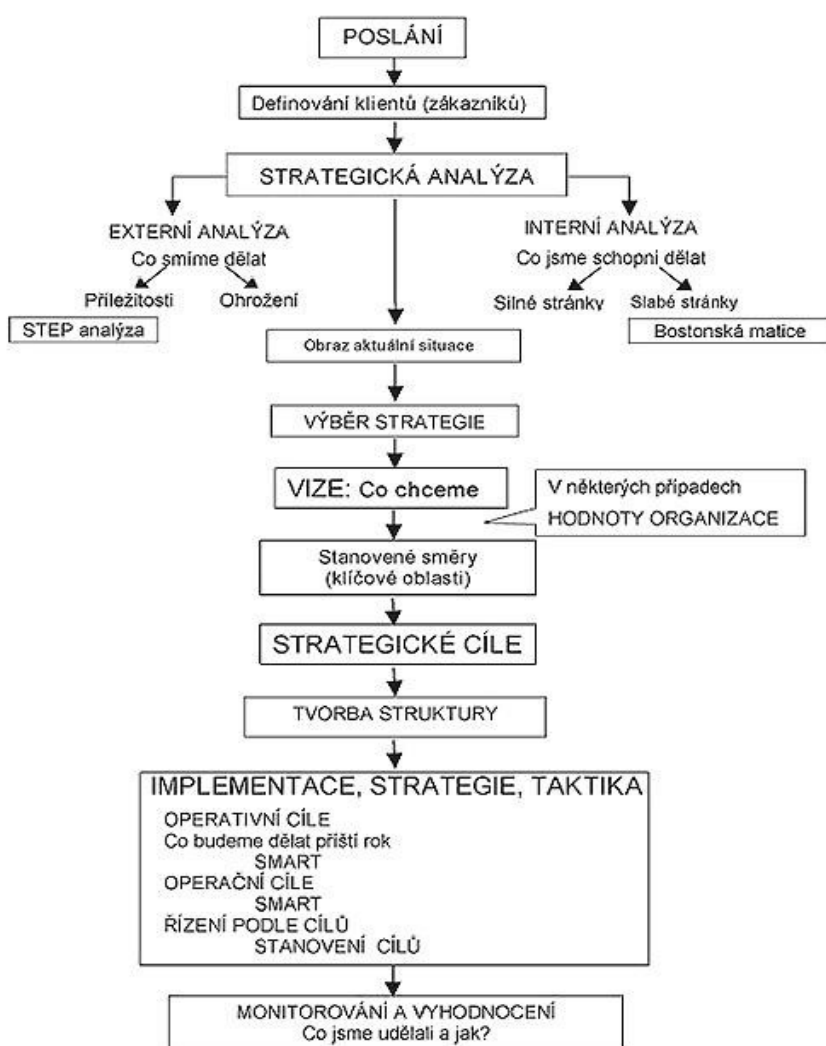 POSLÁNÍ
Definování klientů (zákazníků)
STRATEGICKÁ ANALÝZA
EXTERNÍ ANALÝZA
Co smíme dělat
Příležitosti
Ohrožení
STEP analýza
INTERNÍ ANALÝZA
Co jsme schopni dělat
Silné stránky
Slabé stránky
Bostonská matice
Obraz aktuální situace
VÝBĚR STRATEGIE
VIZE: Co chceme
V některých případech
HODNOTY ORGANIZACE
Stanovené směry
(klíčové oblasti)
STRATEGICKÉ CÍLE
TVORBA STRUKTURY
IMPLEMENTACE, STRATEGIE, TAKTIKA
OPERATIVNÍ CÍLE
Co budeme dělat příští rok
SMART
OPERAČNÍ CÍLE
SMART
ŘÍZENÍ PODLE CÍLŮ
STANOVENÍ CÍLŮ
MONITOROVÁNÍ A VYHODNOCENÍ
Co jsme udělali a jak?